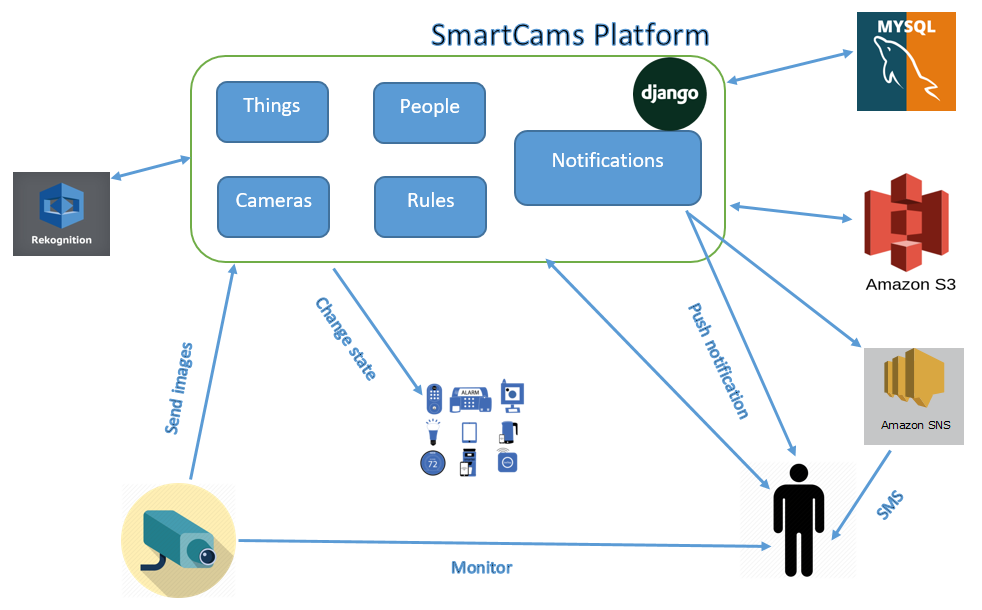 SmartCams Platform
MYSQL
django
Things
People
Notifications
Cameras
Rules
Rekognition
Amazon S3
Change state
Push notification
Send images
ALARM
72
Amazon SNS
SMS
Monitor